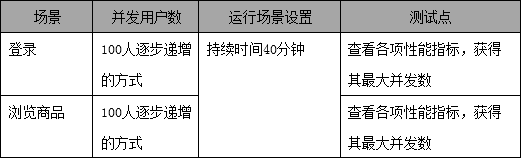 场景 并发用户数 运行场景设置 测试点
登录 100人逐步递增 持续时间40分钟 查看各项性能指标，获得
的方式 其最大并发数
浏览商品 100人逐步递增 查看各项性能指标，获得
的方式 其最大并发数